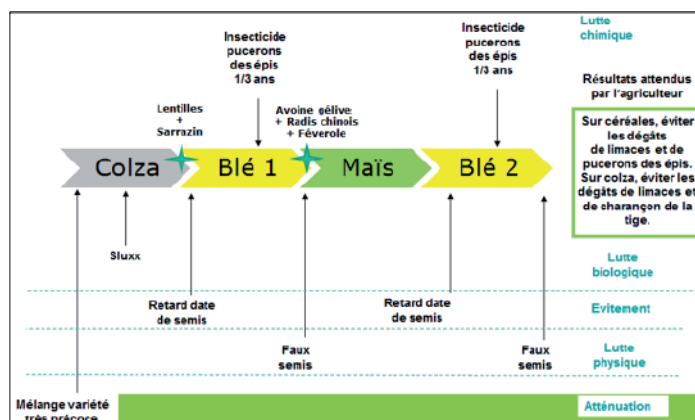 Lutte
chimique
Insecticide
pucerons
des épis
1/3 ans
Insecticide
pucerons
des épis
1/3 ans
Résultats attendus
par l'agriculteur
Lentilles
+
Sarrazin
Avoine gélive
+ Radis chinois
+ Féverole
Sur céréales, éviter
les dégâts
de limaces et de
pucerons des épis.
Sur colza, éviter les
dégâts de limaces et
de charançon de la
tige.
Colza
Blé 1
Maïs
Blé 2
Sluxx
Lutte
biologique
Retard date
de semis
Retard date
de semis
Evitement
Faux
semis
Faux
semis
Lutte
physique
Mélange variété
très précoce
Atténuation